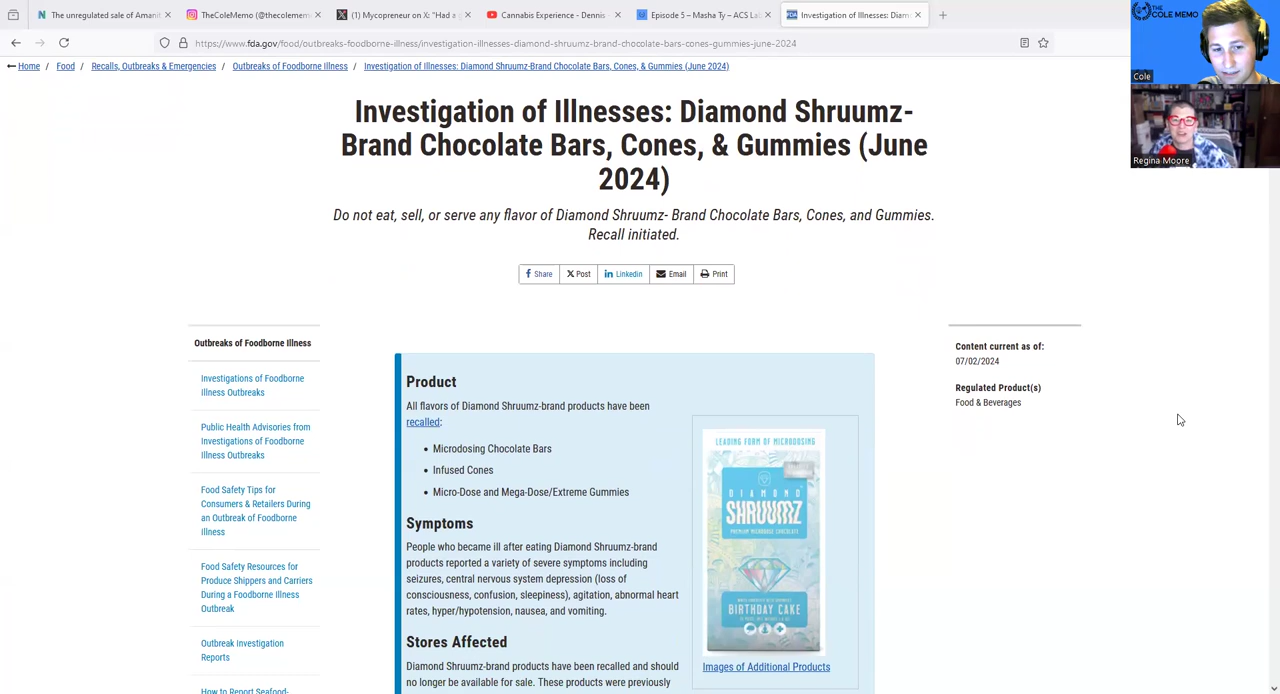 The unregulated sale of Amanit
TheColeMemo (@thecolemem
(1) Mycopreneur on X: "Had a
Cannabis Experience - Dennis
Episode 5 – Masha Ty – ACS Lab
Investigation of Illnesses: Diam
https://www.fda.gov/food/outbreaks-foodborne-illness/investigation-illnesses-diamond-shruumz-brand-chocolate-bars-cones-gummies-june-2024
THE
COLE MEMO
Cole
Regina Moore
Home / Food / Recalls, Outbreaks & Emergencies / Outbreaks of Foodborne Illness / Investigation of Illnesses: Diamond Shruumz-Brand Chocolate Bars, Cones, & Gummies (June 2024)
Investigation of Illnesses: Diamond Shruumz-
Brand Chocolate Bars, Cones, & Gummies (June
2024)
Do not eat, sell, or serve any flavor of Diamond Shruumz- Brand Chocolate Bars, Cones, and Gummies.
Recall initiated.
Share Post Linkedin Email Print
Outbreaks of Foodborne Illness
Investigations of Foodborne
Illness Outbreaks
Public Health Advisories from
Investigations of Foodborne
Illness Outbreaks
Food Safety Tips for
Consumers & Retailers During
an Outbreak of Foodborne
Illness
Food Safety Resources for
Produce Shippers and Carriers
During a Foodborne Illness
Outbreak
Outbreak Investigation
Reports
How to Report Seafood-
Product
All flavors of Diamond Shruumz-brand products have been
recalled:
• Microdosing Chocolate Bars
• Infused Cones
• Micro-Dose and Mega-Dose/Extreme Gummies
Symptoms
People who became ill after eating Diamond Shruumz-brand
products reported a variety of severe symptoms including
seizures, central nervous system depression (loss of
consciousness, confusion, sleepiness), agitation, abnormal heart
rates, hyper/hypotension, nausea, and vomiting.
Stores Affected
Diamond Shruumz-brand products have been recalled and should
no longer be available for sale. These products were previously
LEADING FORM OF MICRODOSING
DIAMOND
SHRUUMZ
PREMIUM MICRODOSE CHOCOLATE
BIRTHDAY CAKE
Images of Additional Products
Content current as of:
07/02/2024
Regulated Product(s)
Food & Beverages